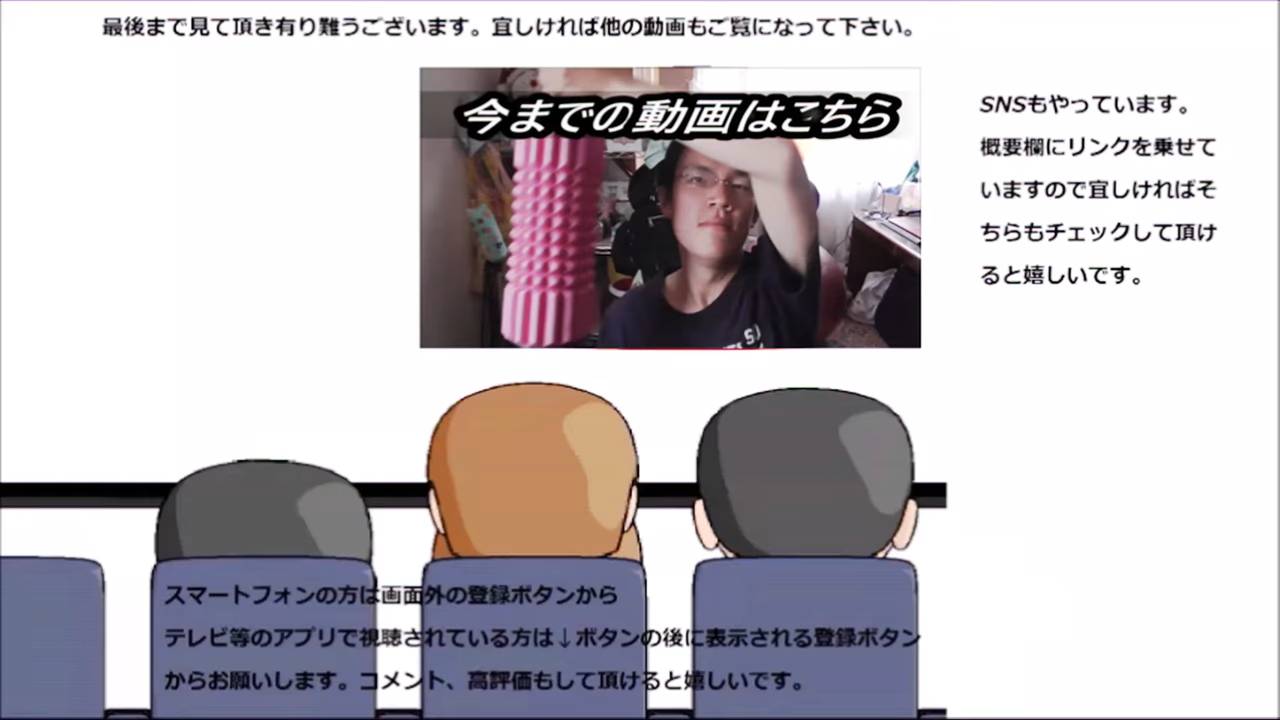 最後まで見て頂き有り難うございます。宜しければ他の動画もご覧になって下さい。
今までの動画はこちら
SNSもやっています。
概要欄にリンクを乗せて
いますので宜しければそ
ちらもチェックして頂け
ると嬉しいです。
スマートフォンの方は画面外の登録ボタンから
テレビ等のアプリで視聴されている方は↓ボタンの後に表示される登録ボタン
からお願いします。コメント、高評価もして頂けると嬉しいです。